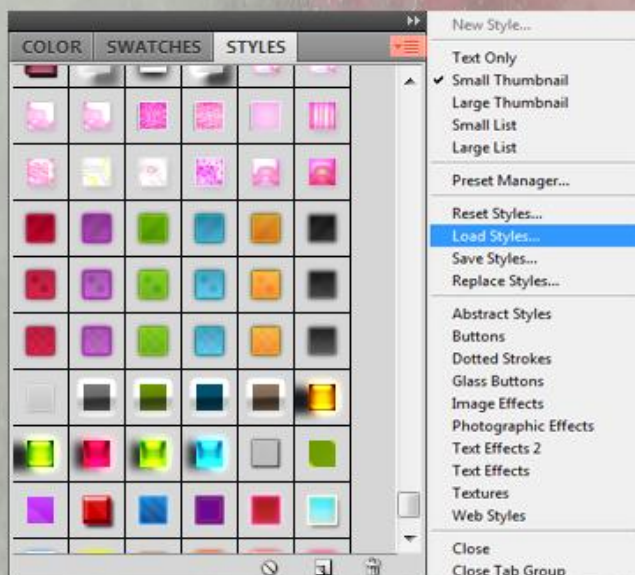 COLOR SWATCHES STYLES
New Style...
Text Only
Small Thumbnail
Large Thumbnail
Small List
Large List
Preset Manager...
Reset Styles...
Load Styles...
Save Styles...
Replace Styles...
Abstract Styles
Buttons
Dotted Strokes
Glass Buttons
Image Effects
Photographic Effects
Text Effects 2
Text Effects
Textures
Web Styles
Close
Close Tab Group